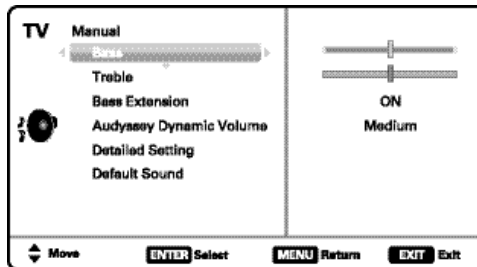 TV Manual
Bass
Treble
Bass Extension ON
Audyssey Dynamic Volume Medium
Detailed Setting
Default Sound
Move ENTER Select MENU Return EXIT Exit